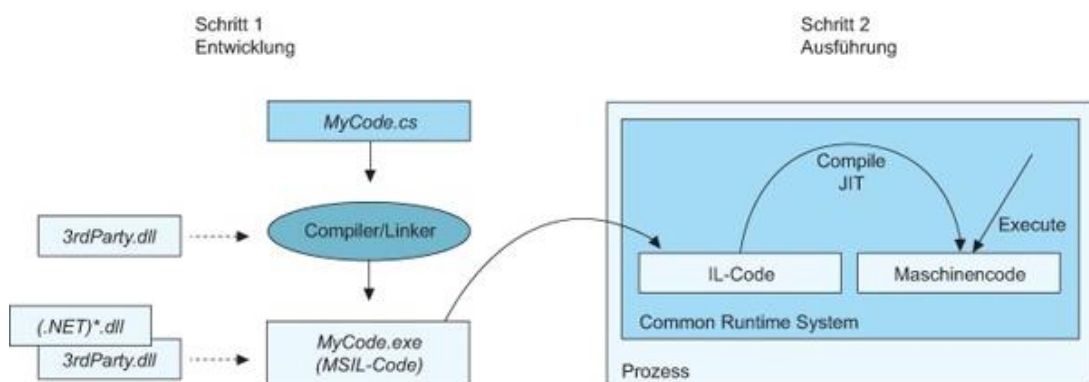 Schritt 1
Entwicklung
Schritt 2
Ausführung
MyCode.cs
3rdParty.dll
Compiler/Linker
(.NET)*.dll
3rdParty.dll
MyCode.exe
(MSIL-Code)
Compile
JIT
Execute
IL-Code
Maschinencode
Common Runtime System
Prozess